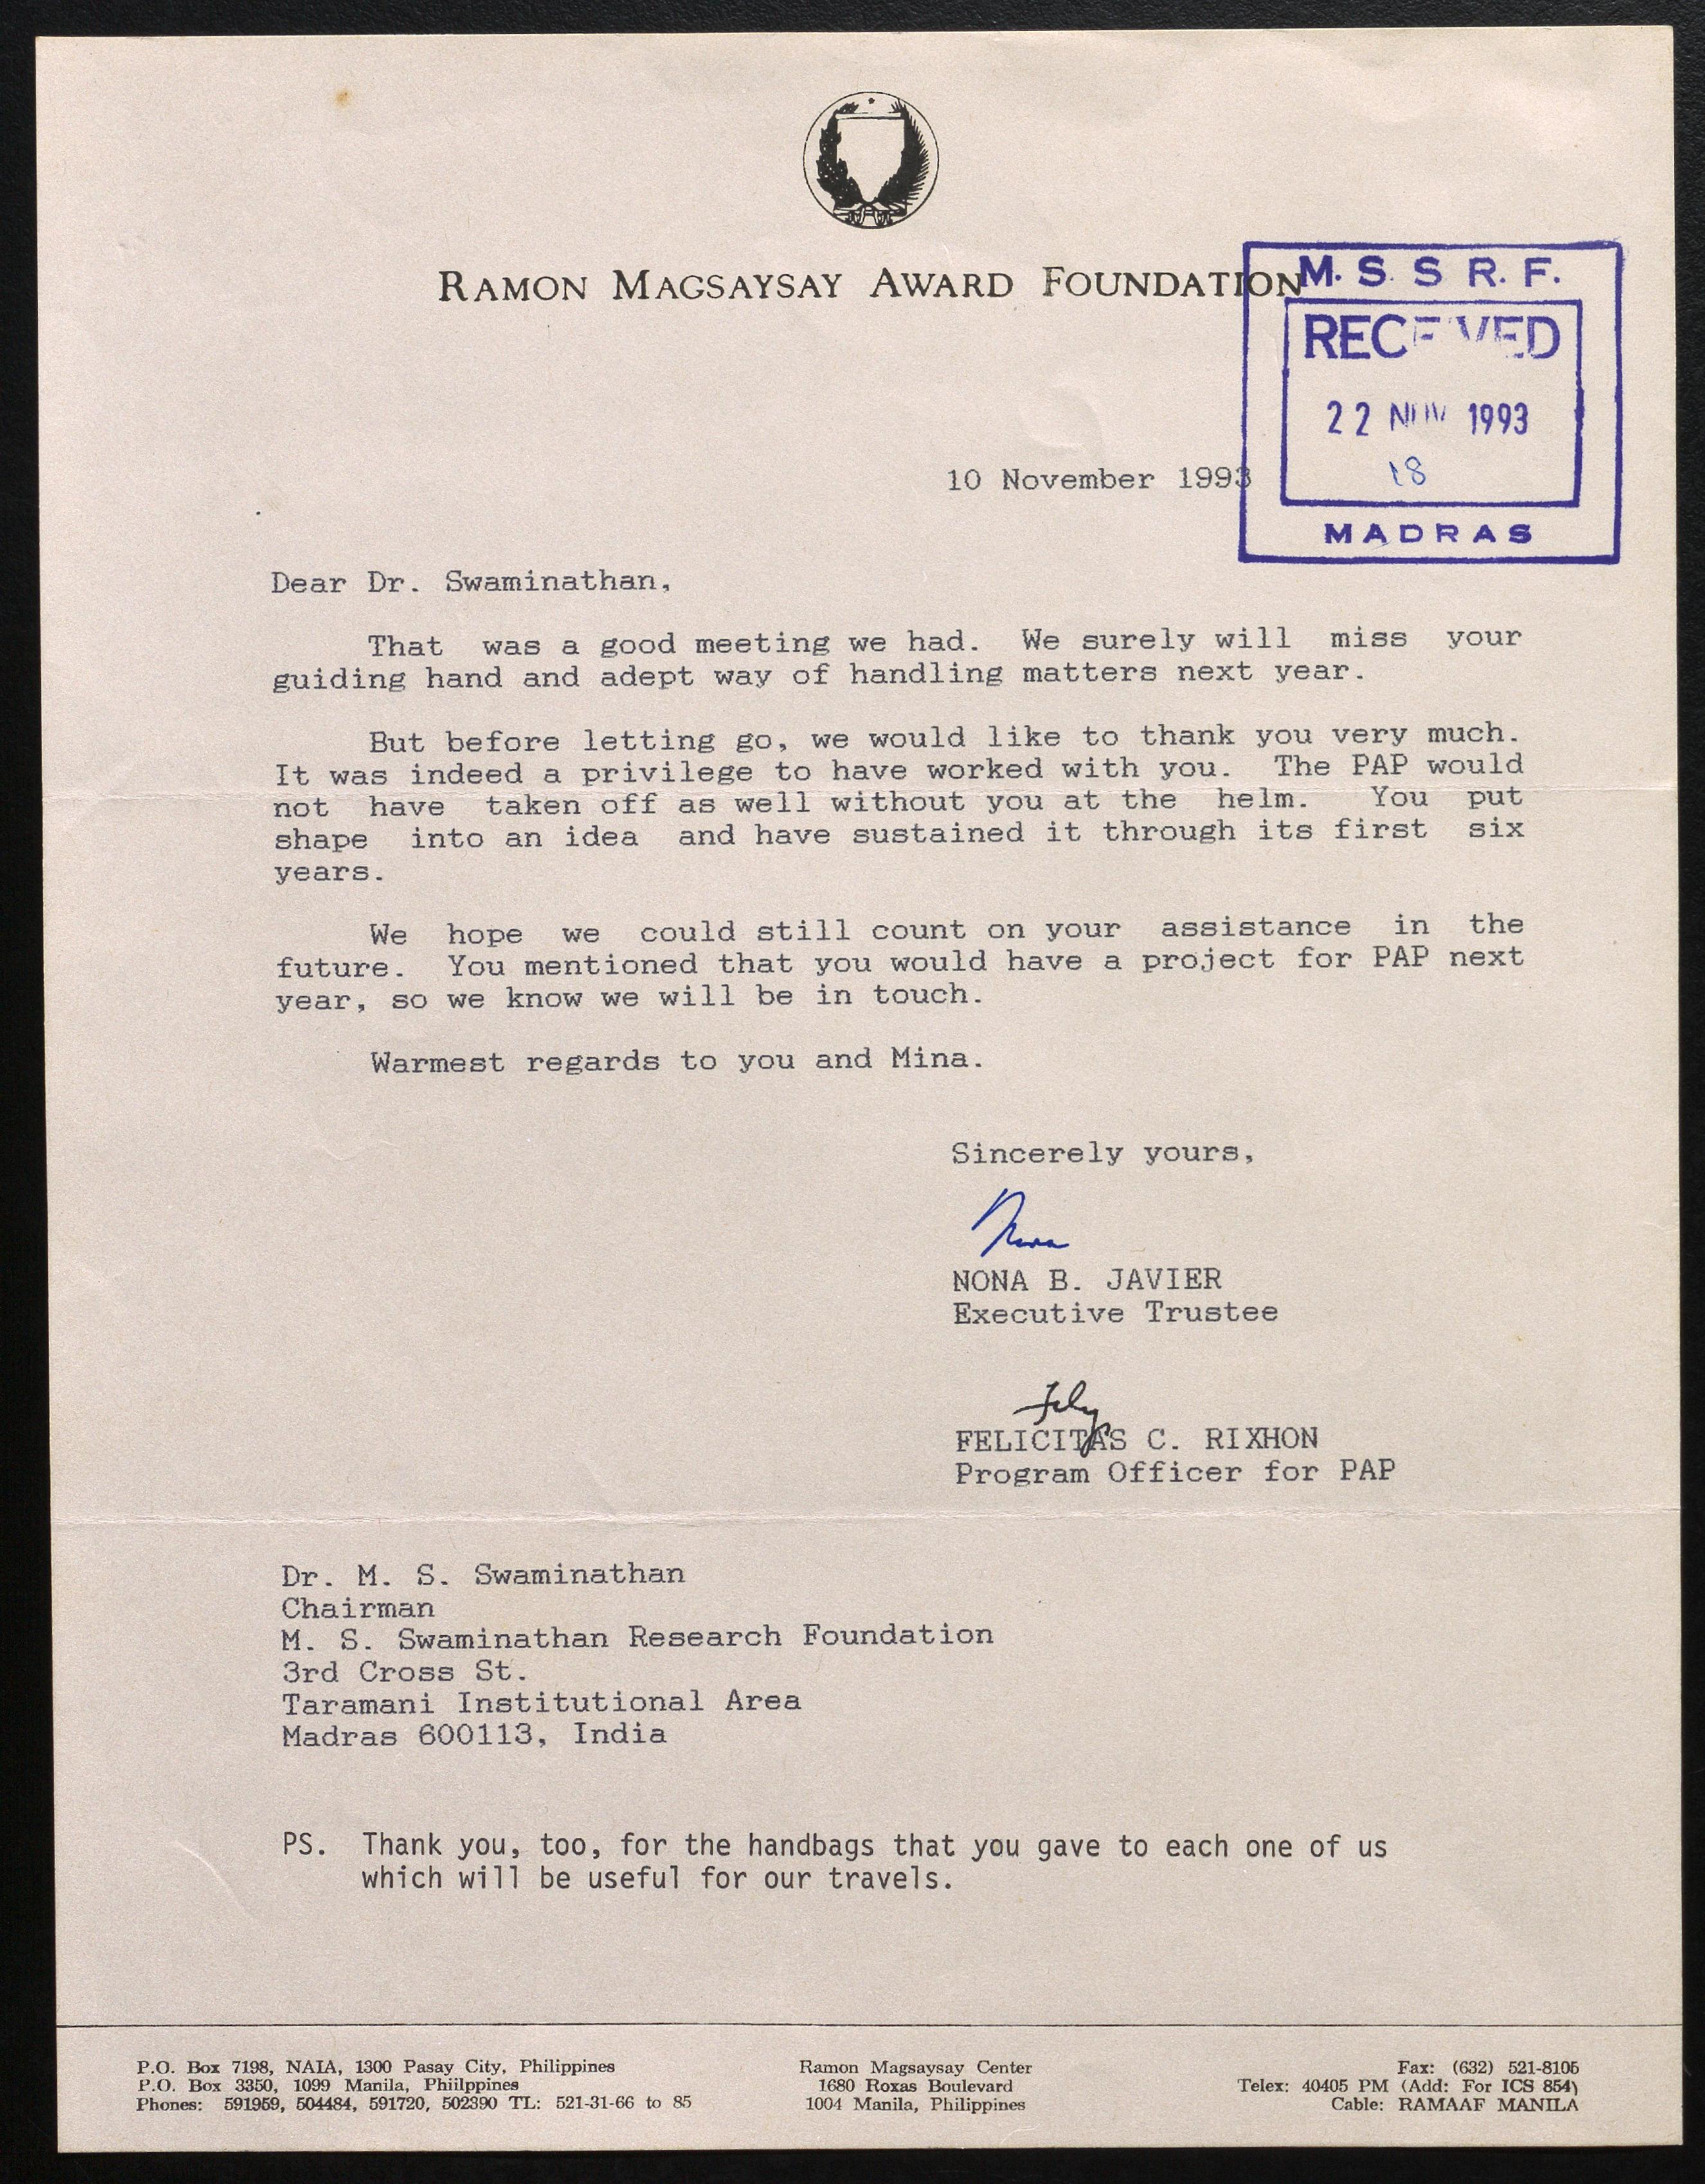 RAMON MAGSAYSAY AWARD FOUNDATION
M. S. S R. F.
RECEIVED
22 NOV 1993
18
MADRAS
10 November 1993
Dear Dr. Swaminathan,
That was a good meeting we had. We surely will miss your
guiding hand and adept way of handling matters next year.
But before letting go, we would like to thank you very much.
It was indeed a privilege to have worked with you. The PAP would
not have taken off as well without you at the helm. You put
shape into an idea and have sustained it through its first six
years.
We hope we could still count on your assistance in the
future. You mentioned that you would have a project for PAP next
year, so we know we will be in touch.
Warmest regards to you and Mina.
Sincerely yours,
Nona
NONA B. JAVIER
Executive Trustee
Fely
FELICITAS C. RIXHON
Program Officer for PAP
Dr. M. S. Swaminathan
Chairman
M. S. Swaminathan Research Foundation
3rd Cross St.
Taramani Institutional Area
Madras 600113, India
PS. Thank you, too, for the handbags that you gave to each one of us
which will be useful for our travels.
P.O. Box 7198, NAIA, 1300 Pasay City, Philippines
P.O. Box 3350, 1099 Manila, Phiilppines
Phones: 591959, 504484, 591720, 502390 TL: 521-31-66 to 85
Ramon Magsaysay Center
1680 Roxas Boulevard
1004 Manila, Philippines
Fax: (632) 521-8105
Telex: 40405 PM (Add: For ICS 854)
Cable: RAMAAF MANILA